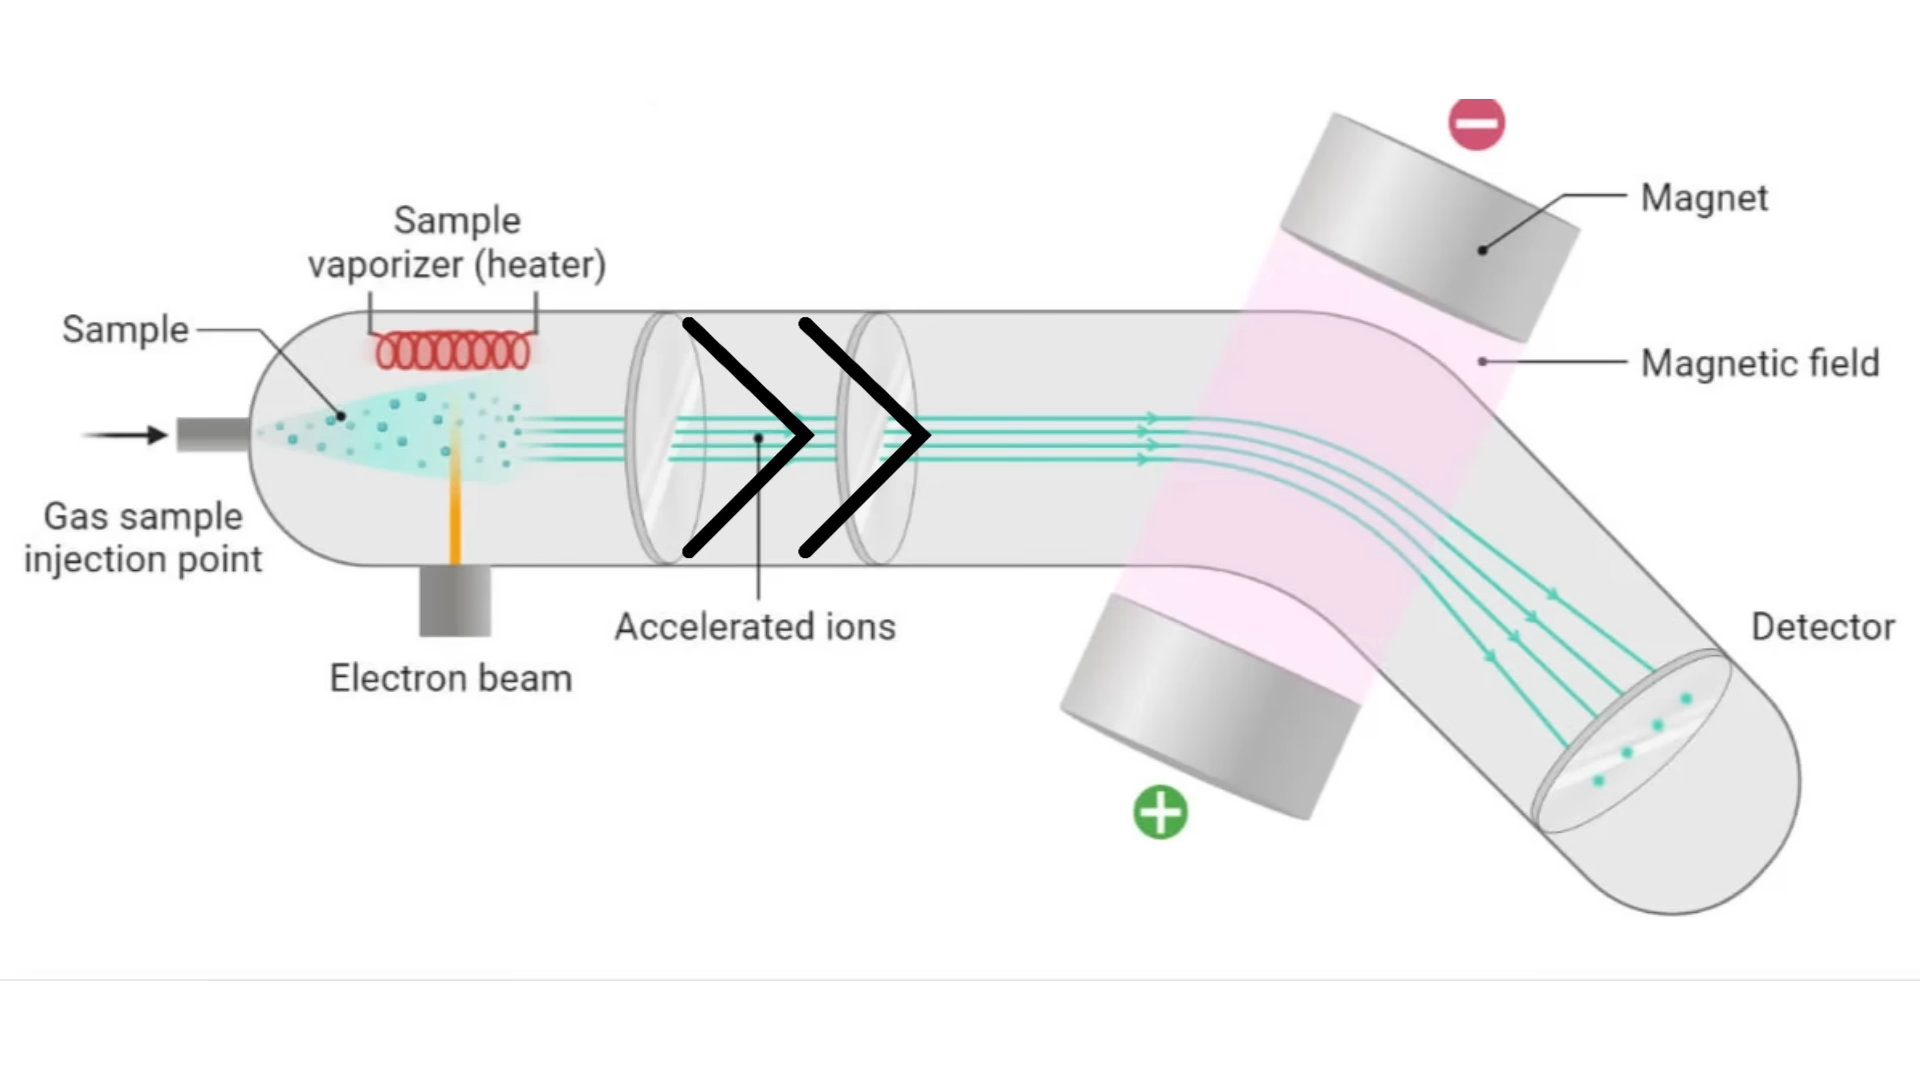 Sample
vaporizer (heater)
Sample
Gas sample
injection point
Electron beam
Accelerated ions
Magnet
Magnetic field
Detector